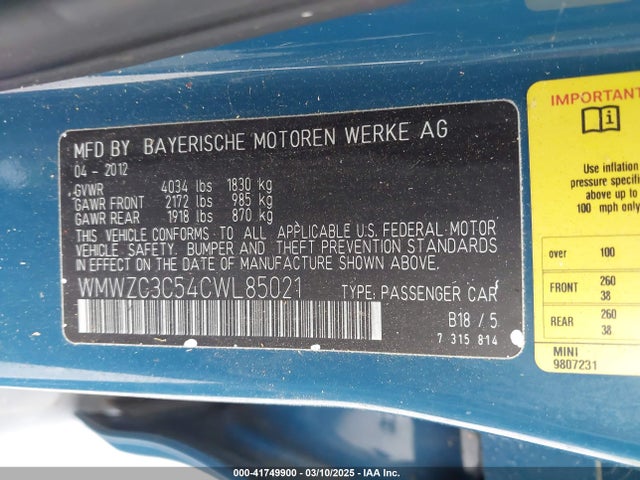 MFD BY BAYERISCHE MOTOREN WERKE AG
04 - 2012
GVWR 4034 lbs 1830 kg
GAWR FRONT 2172 lbs 985 kg
GAWR REAR 1918 lbs 870 kg
THIS VEHICLE CONFORMS TO ALL APPLICABLE U.S. FEDERAL MOTOR
VEHICLE SAFETY, BUMPER AND THEFT PREVENTION STANDARDS
IN EFFECT ON THE DATE OF MANUFACTURE SHOWN ABOVE.
WMWZC3C54CWL85021 TYPE: PASSENGER CAR
B18 / 5
7 315 814
IMPORTANT
Use inflation
pressure specifi
above up to
100 mph only
over 100
FRONT 260
38
REAR 260
38
MINI
9807231
000-41749900 - 03/10/2025 - IAAI.COM